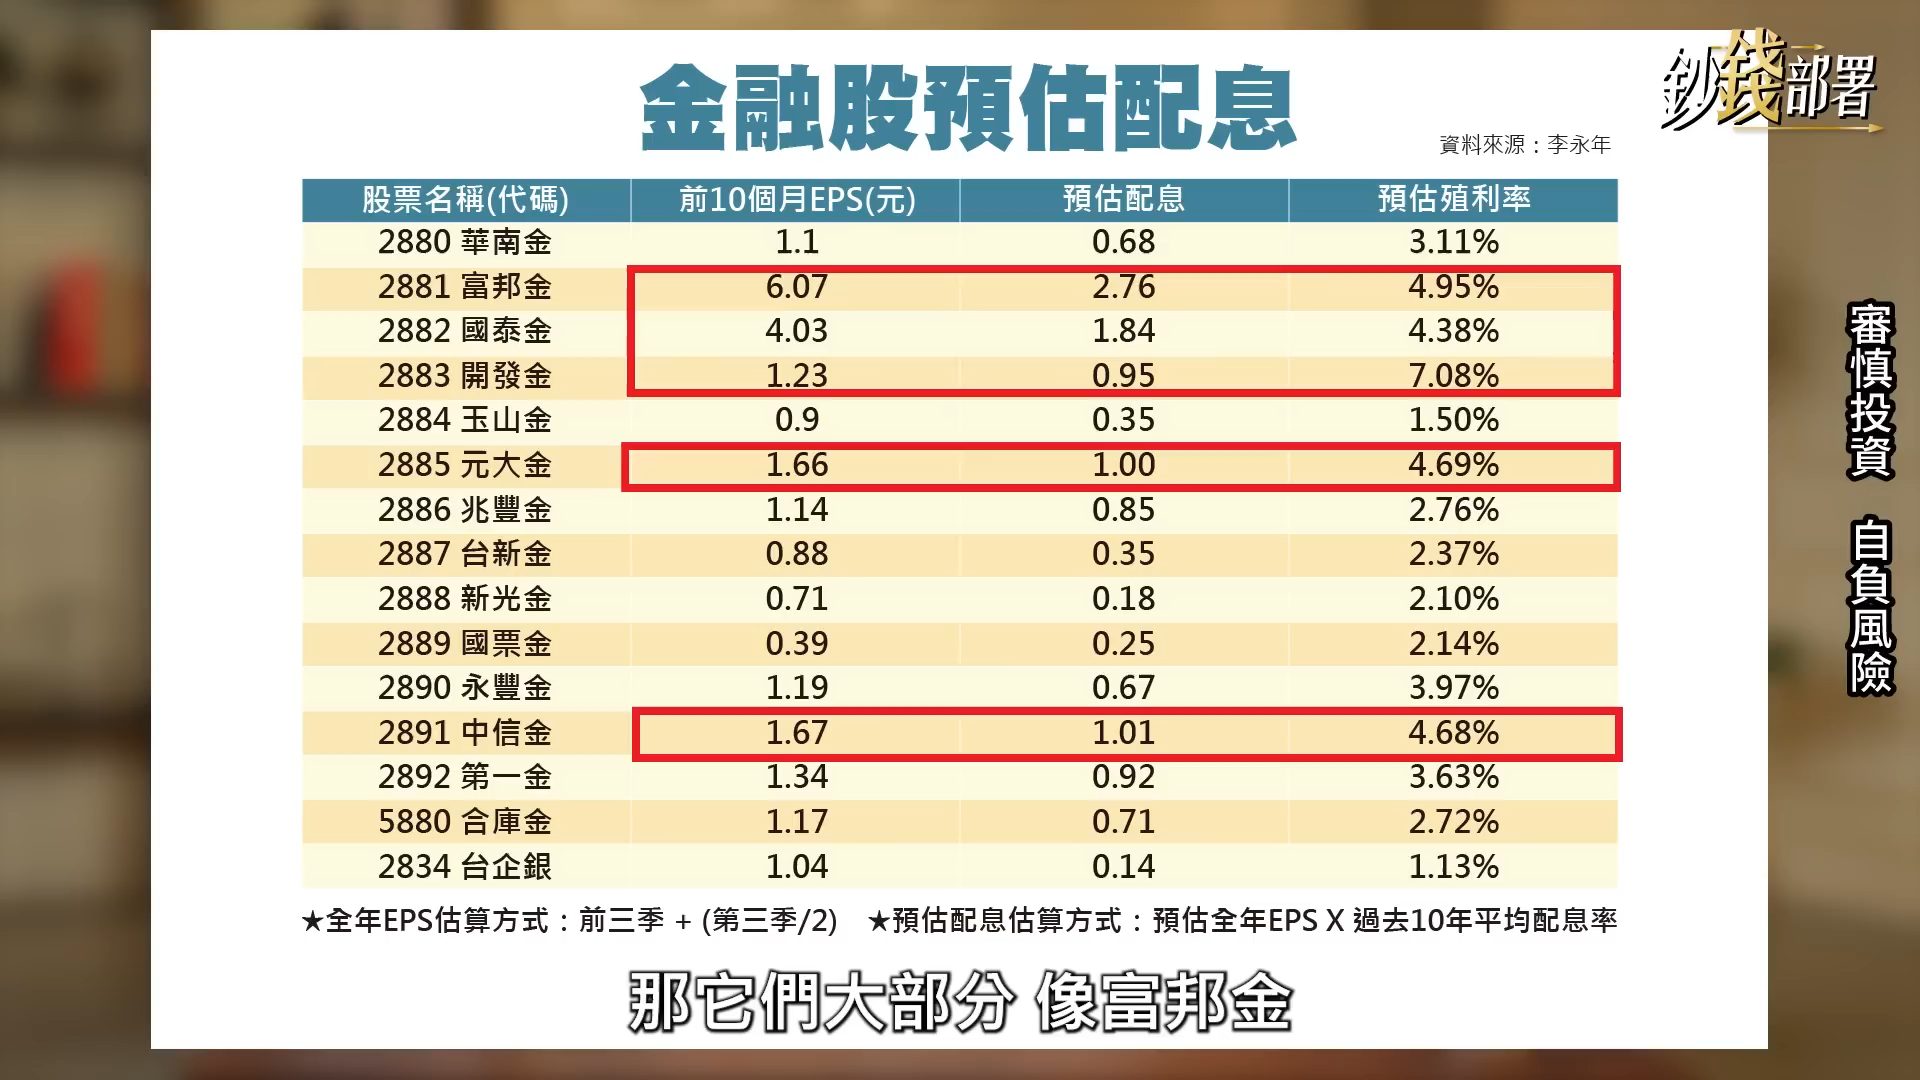 鈔錢部署
金融股預估配息
資料來源：李永年
股票名稱(代碼) 前10個月EPS(元) 預估配息 預估殖利率
2880 華南金 1.1 0.68 3.11%
2881 富邦金 6.07 2.76 4.95%
2882 國泰金 4.03 1.84 4.38%
2883 開發金 1.23 0.95 7.08%
2884 玉山金 0.9 0.35 1.50%
2885 元大金 1.66 1.00 4.69%
2886 兆豐金 1.14 0.85 2.76%
2887 台新金 0.88 0.35 2.37%
2888 新光金 0.71 0.18 2.10%
2889 國票金 0.39 0.25 2.14%
2890 永豐金 1.19 0.67 3.97%
2891 中信金 1.67 1.01 4.68%
2892 第一金 1.34 0.92 3.63%
5880 合庫金 1.17 0.71 2.72%
2834 台企銀 1.04 0.14 1.13%
★全年EPS估算方式：前三季 + (第三季/2) ★預估配息估算方式：預估全年EPS X 過去10年平均配息率
那它們大部分 像富邦金
審慎投資 自負風險